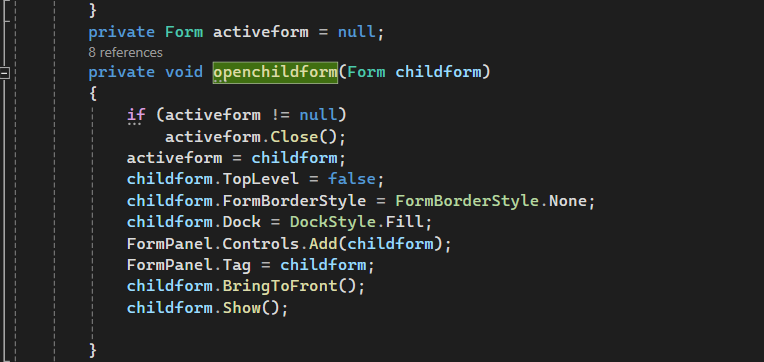 }
private Form activeform = null;
8 references
private void openchildform(Form childform)
{
if (activeform != null)
activeform.Close();
activeform = childform;
childform.TopLevel = false;
childform.FormBorderStyle = FormBorderStyle.None;
childform.Dock = DockStyle.Fill;
FormPanel.Controls.Add(childform);
FormPanel.Tag = childform;
childform.BringToFront();
childform.Show();
}